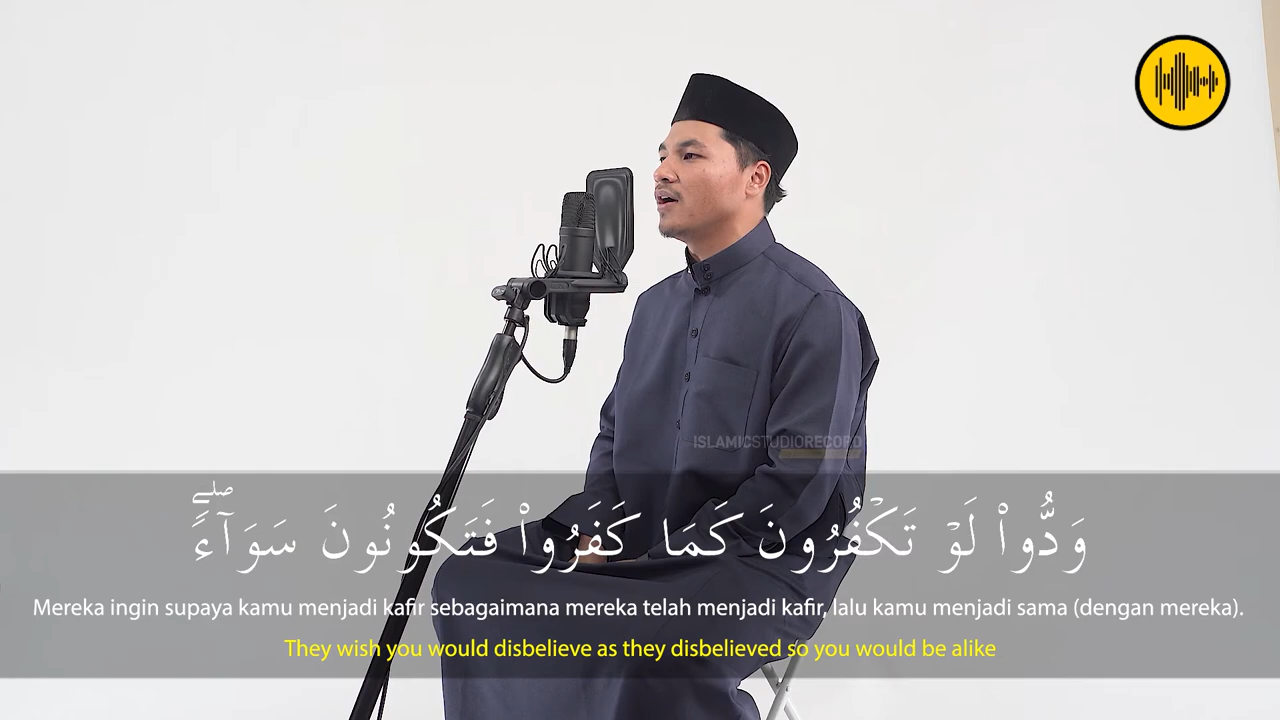 ISLAMICSTUDIORECORD
وَدُّوا۟ لَوْ تَكْفُرُونَ كَمَا كَفَرُوا۟ فَتَكُونُونَ سَوَآءًۖ
Mereka ingin supaya kamu menjadi kafir sebagaimana mereka telah menjadi kafir, lalu kamu menjadi sama (dengan mereka).
They wish you would disbelieve as they disbelieved so you would be alike